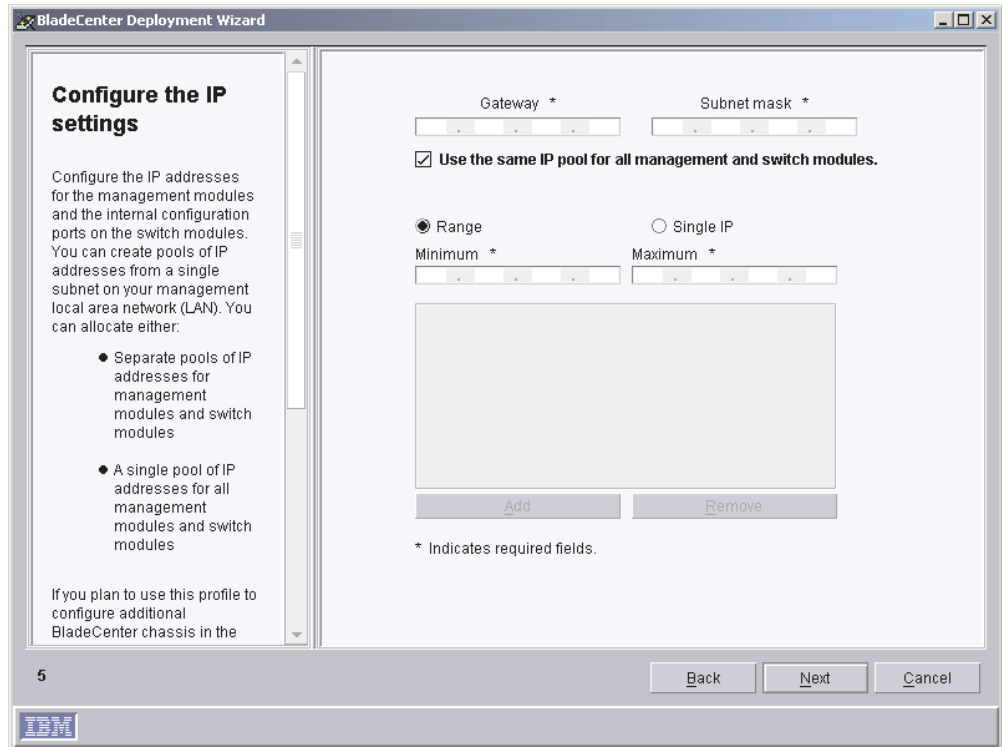 BladeCenter Deployment Wizard
Configure the IP
settings
Configure the IP addresses
for the management modules
and the internal configuration
ports on the switch modules.
You can create pools of IP
addresses from a single
subnet on your management
local area network (LAN). You
can allocate either:
● Separate pools of IP
addresses for
management
modules and switch
modules
● A single pool of IP
addresses for all
management
modules and switch
modules
If you plan to use this profile to
configure additional
BladeCenter chassis in the
Gateway * Subnet mask *
. . . . . .
Use the same IP pool for all management and switch modules.
Range Single IP
Minimum * Maximum *
. . . . . .
Add Remove
* Indicates required fields.
5 Back Next Cancel
IBM